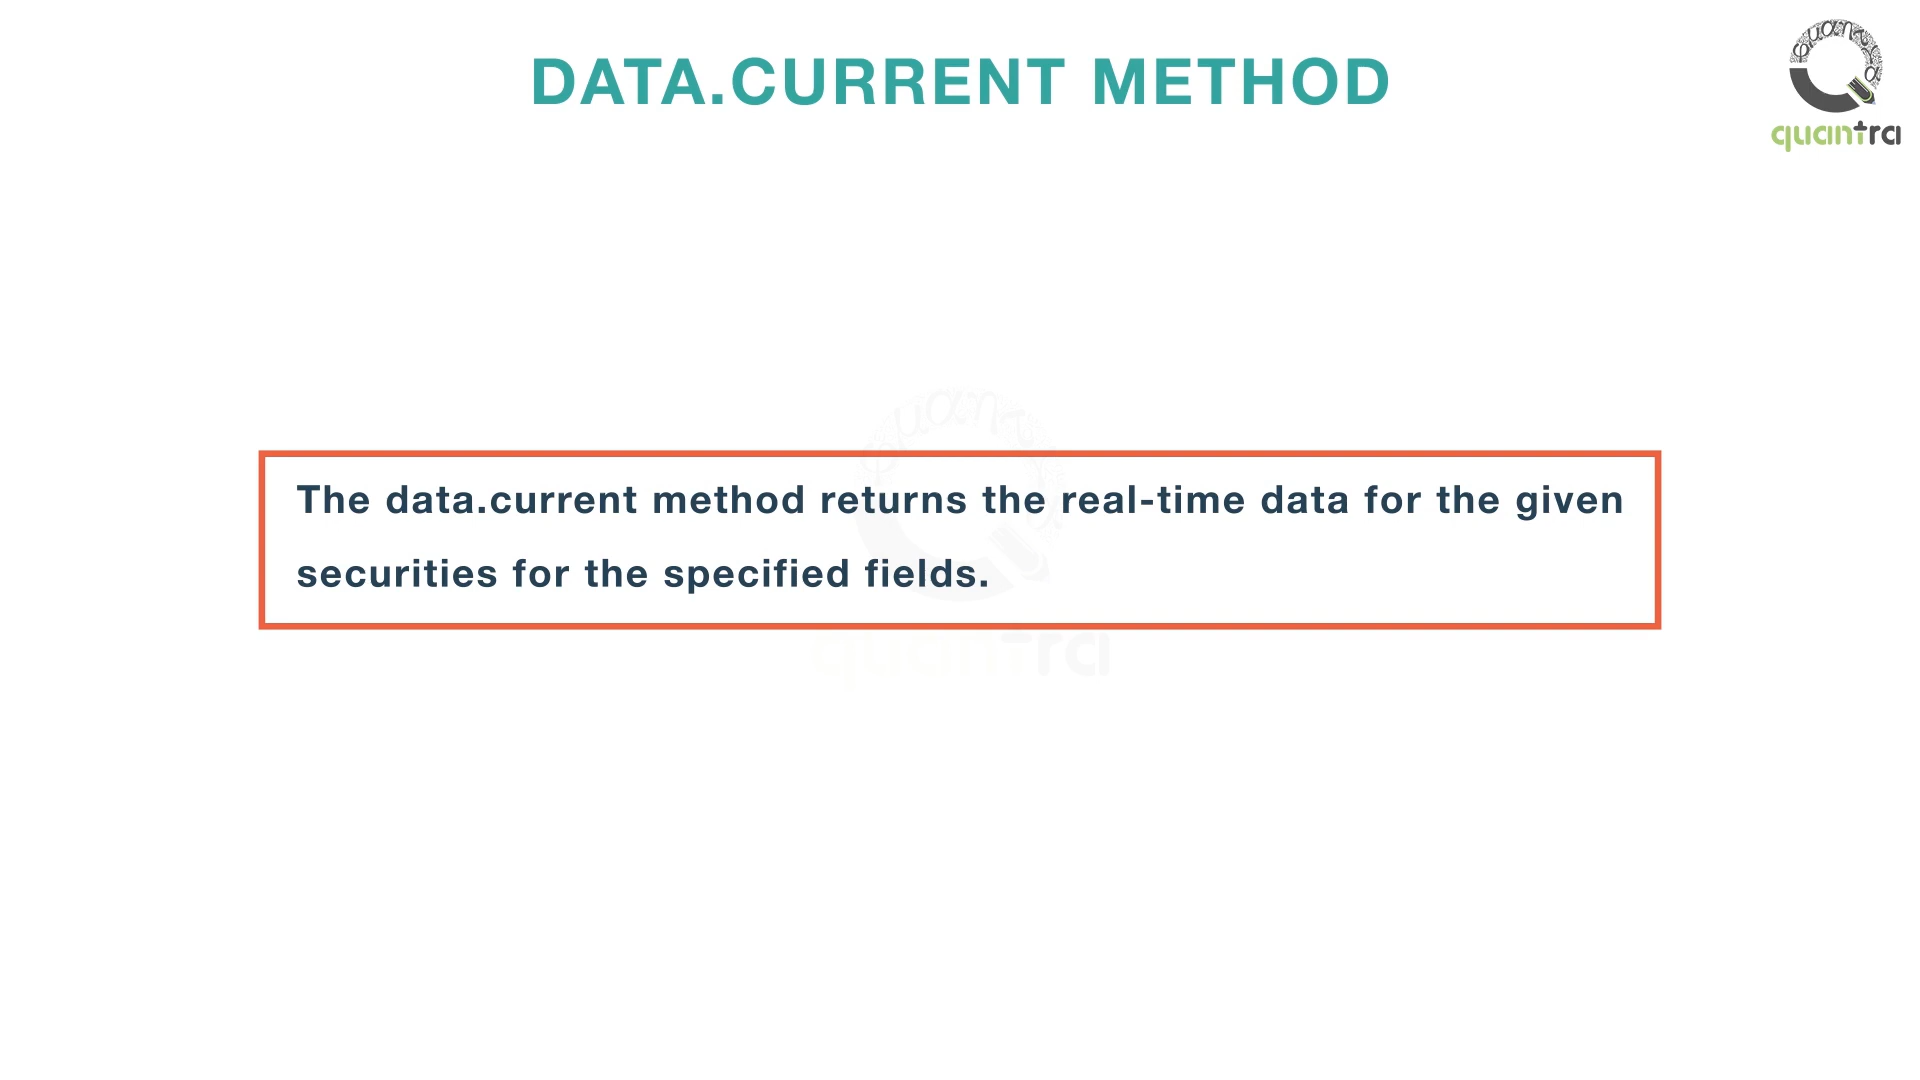 DATA.CURRENT METHOD
quantra
The data.current method returns the real-time data for the given
securities for the specified fields.
quantra